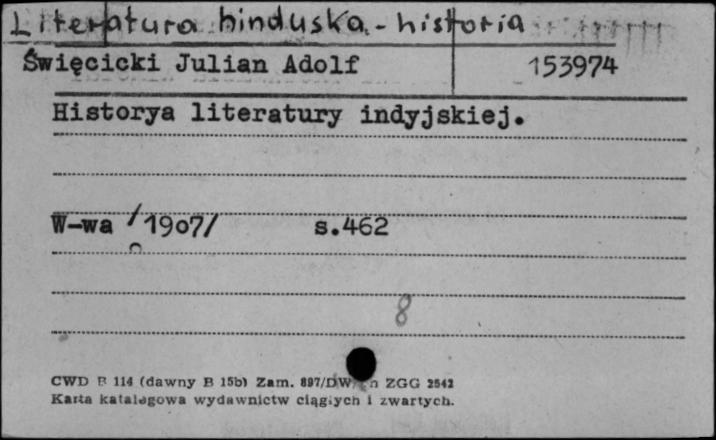 Literatura hinduska - historia
Święcicki Julian Adolf 153974
Historya literatury indyjskiej.
W-wa /1907/ s.462
8
CWD B 114 (dawny B 15b) Zam. 897/DW ZGG 2542
Karta katalogowa wydawnictw ciągłych i zwartych.